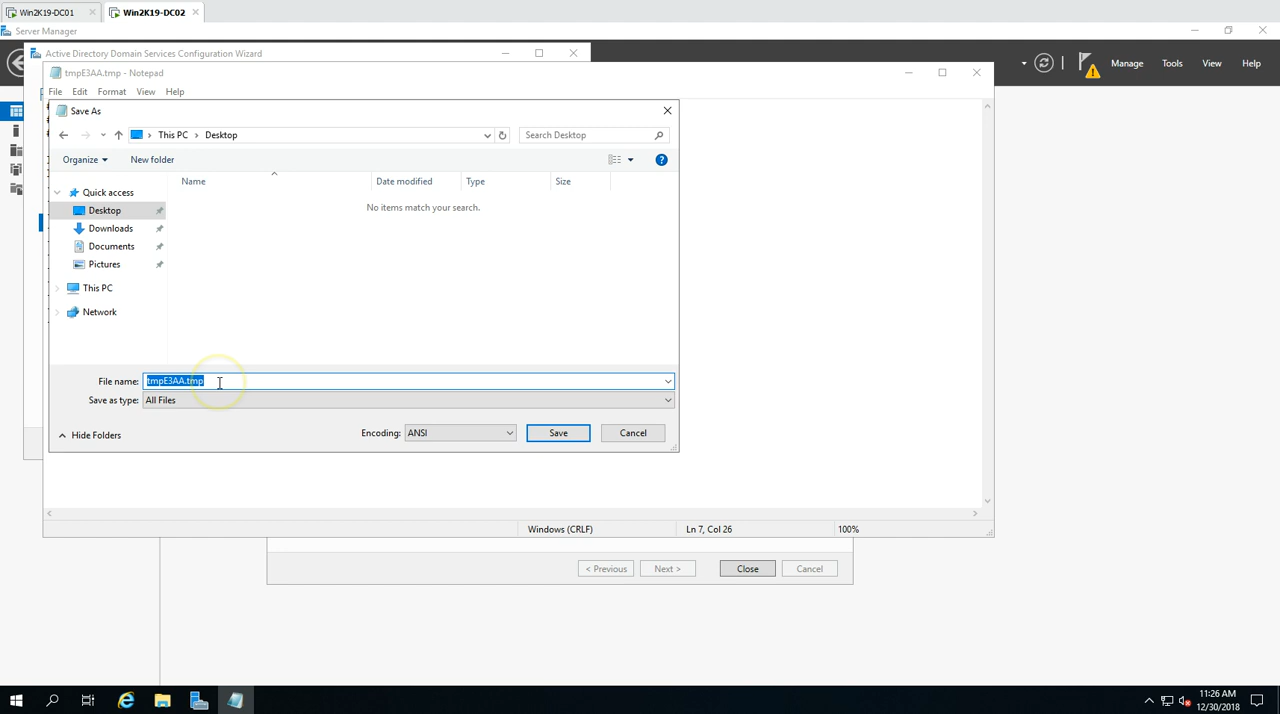 Win2K19-DC01
Win2K19-DC02
Server Manager
Active Directory Domain Services Configuration Wizard
Manage
Tools
View
Help
tmpE3AA.tmp - Notepad
File Edit Format View Help
Save As
This PC
Desktop
Search Desktop
Organize
New folder
Name
Date modified
Type
Size
No items match your search.
Quick access
Desktop
Downloads
Documents
Pictures
This PC
Network
File name:
tmpE3AA.tmp
Save as type:
All Files
Hide Folders
Encoding:
ANSI
Save
Cancel
Windows (CRLF)
Ln 7, Col 26
100%
< Previous
Next >
Close
Cancel
11:26 AM
12/30/2018